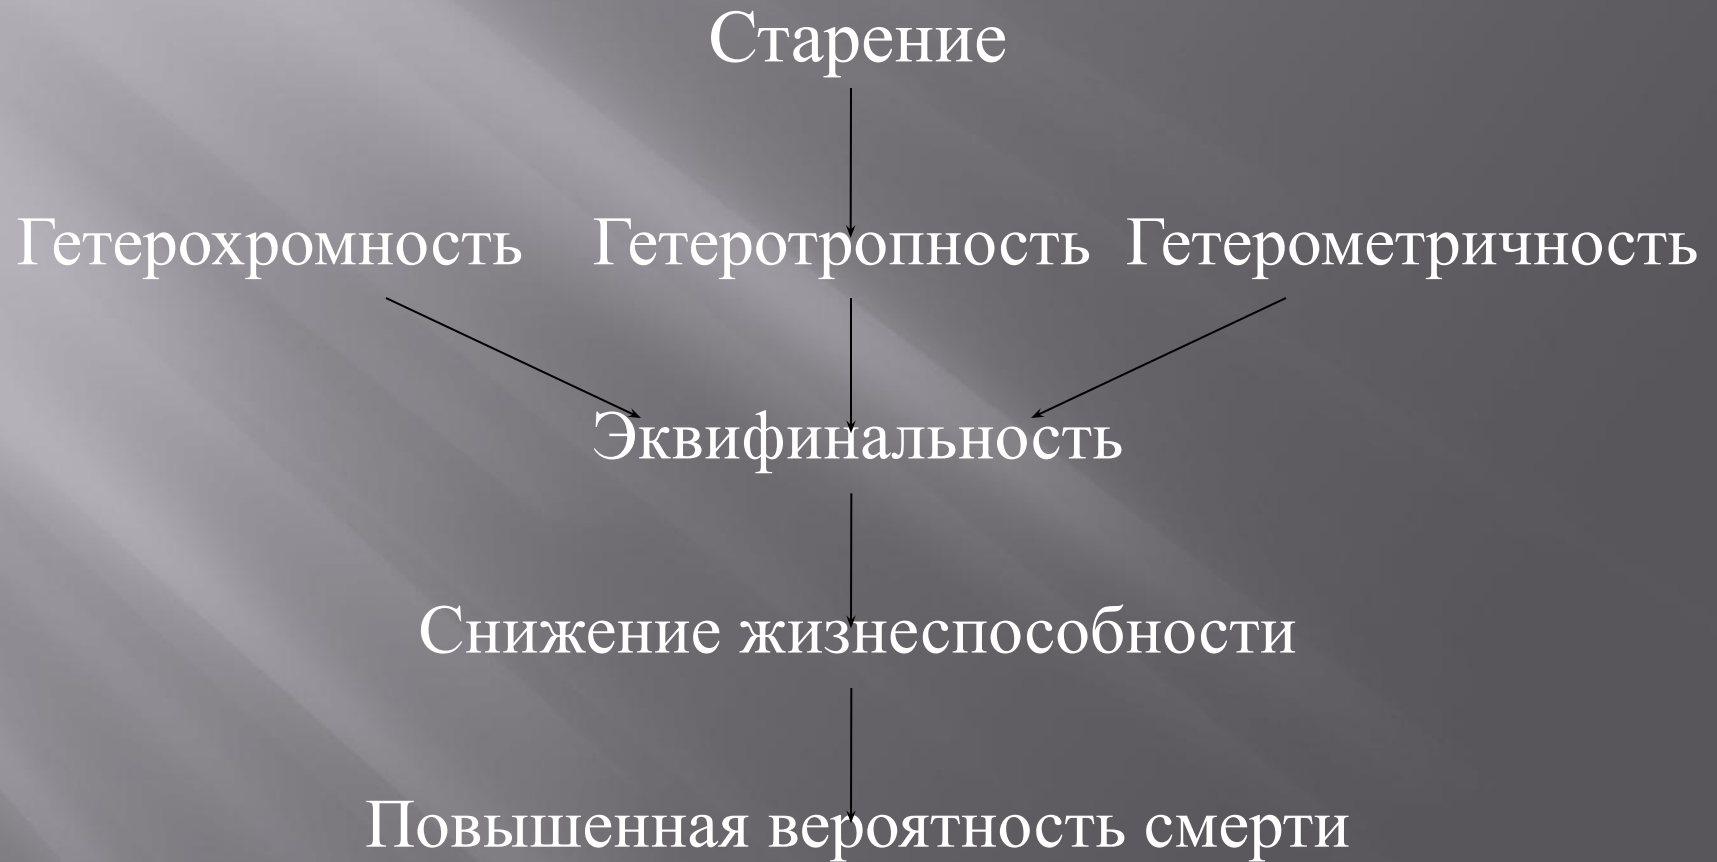 Старение
Гетерохромность Гетеротропность Гетерометричность
Эквифинальность
Снижение жизнеспособности
Повышенная вероятность смерти